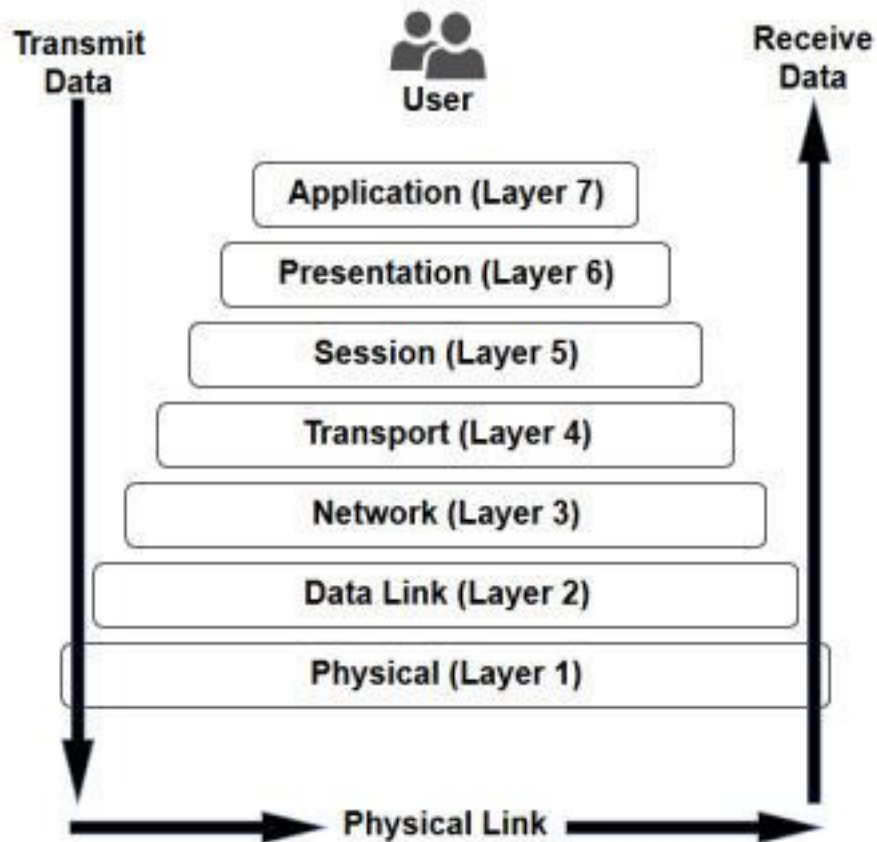 Transmit
Data
User
Receive
Data
Application (Layer 7)
Presentation (Layer 6)
Session (Layer 5)
Transport (Layer 4)
Network (Layer 3)
Data Link (Layer 2)
Physical (Layer 1)
Physical Link